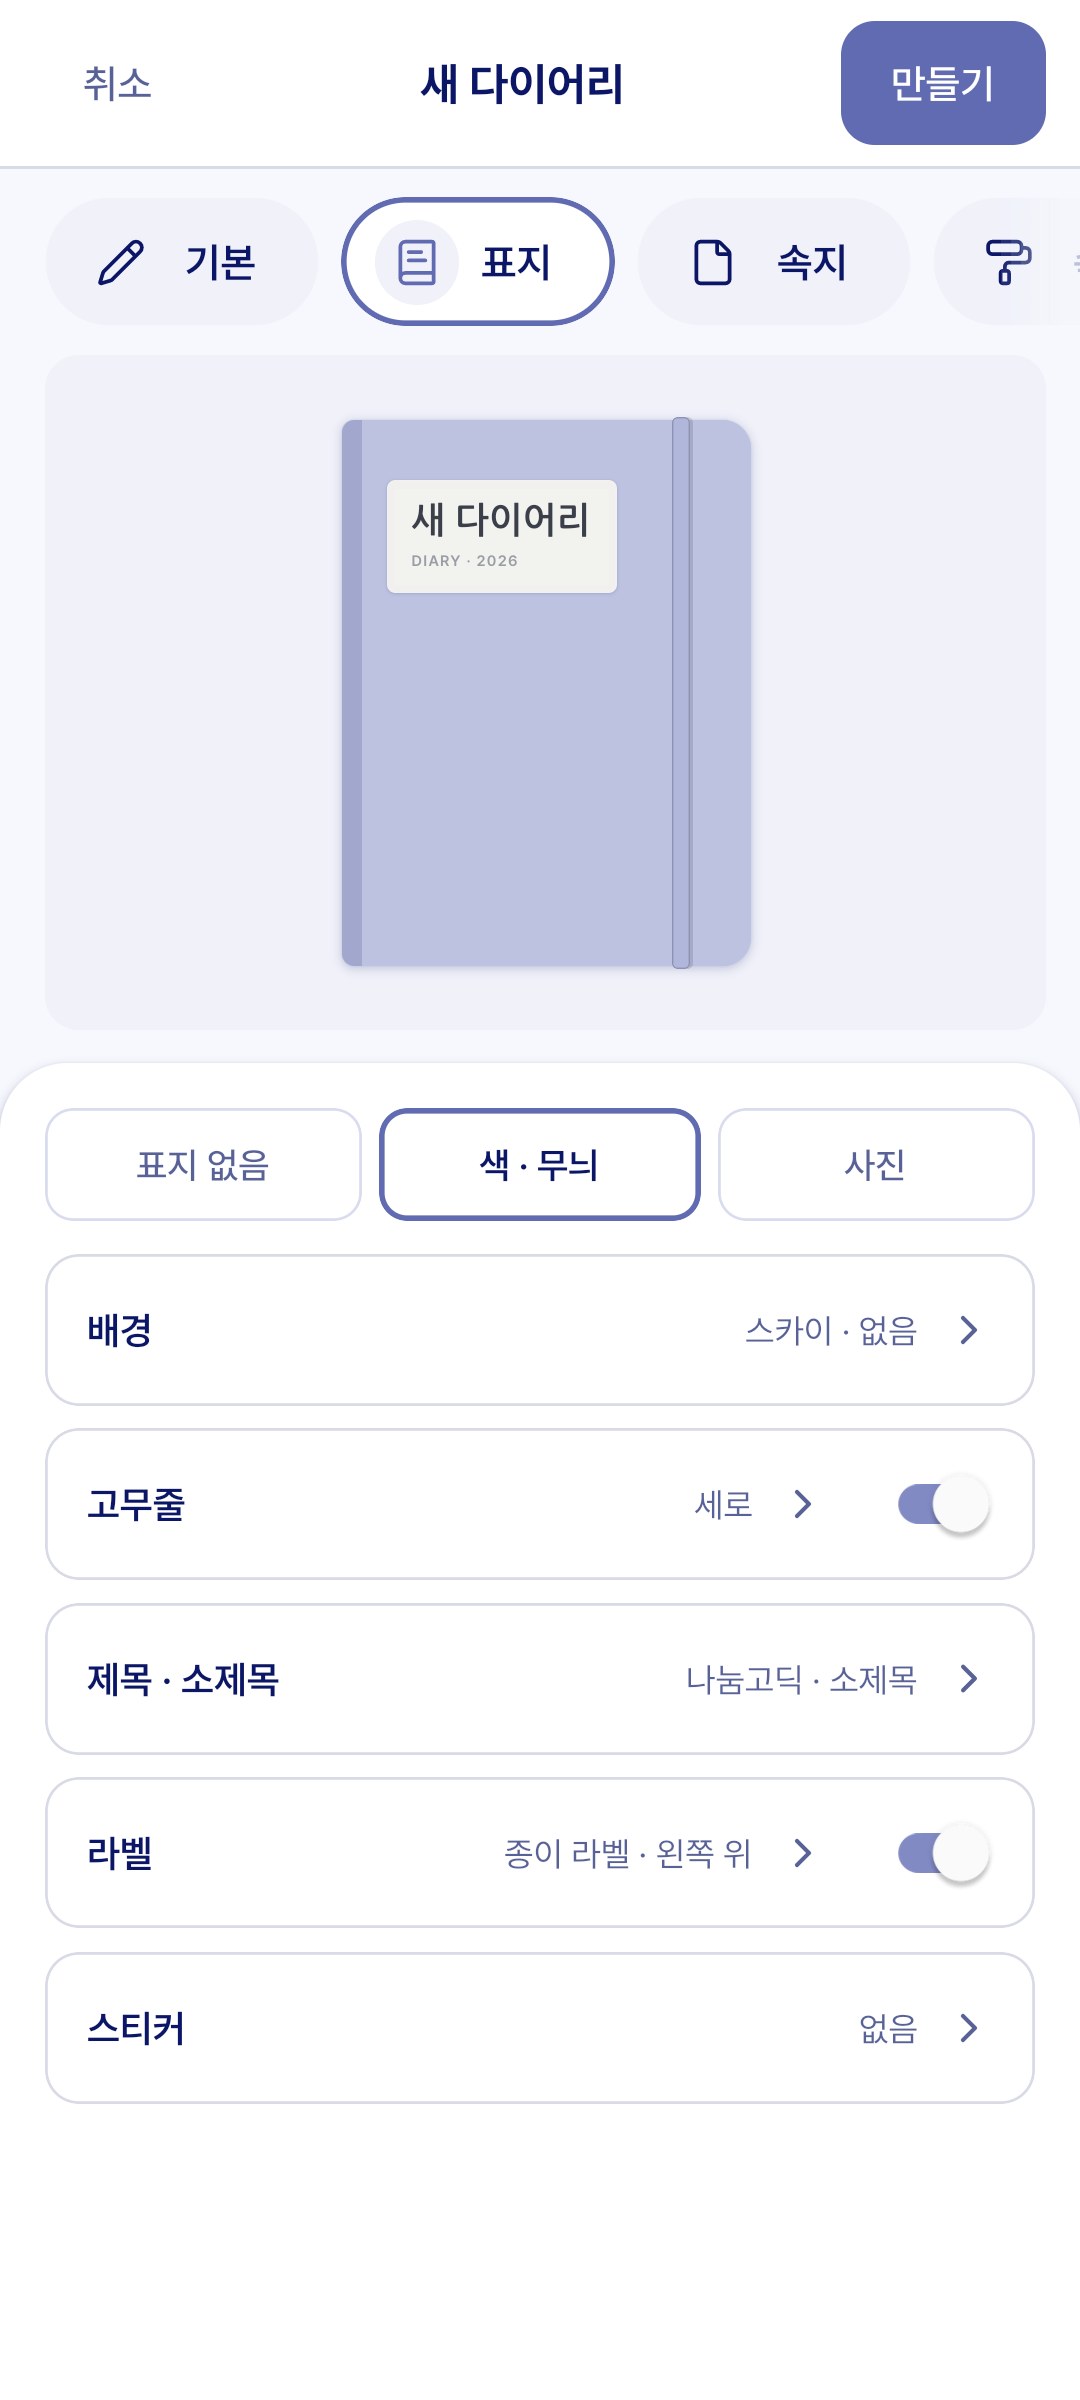 취소
새 다이어리
만들기
기본
표지
속지
새 다이어리
DIARY · 2026
표지 없음
색 · 무늬
사진
배경
스카이 · 없음
고무줄
세로
제목 · 소제목
나눔고딕 · 소제목
라벨
종이 라벨 · 왼쪽 위
스티커
없음